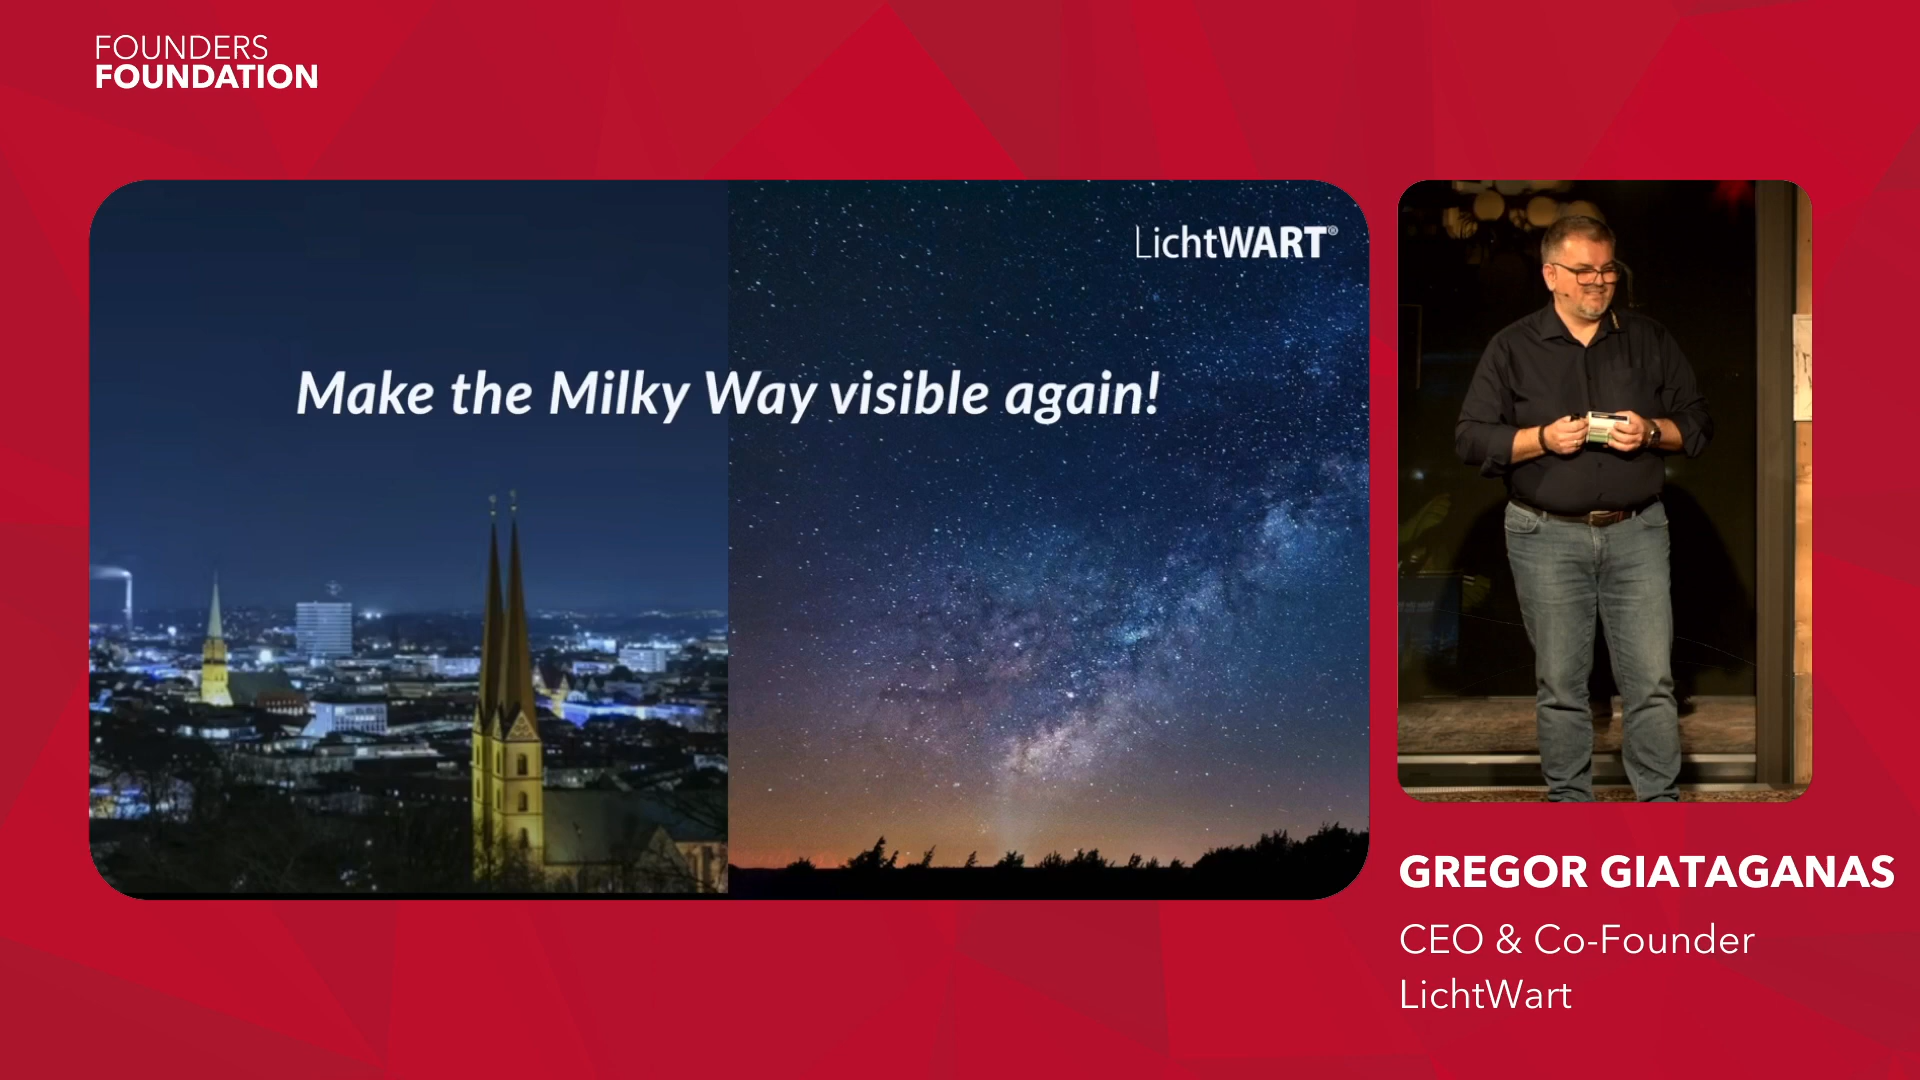 FOUNDERS
FOUNDATION
LichtWART®
Make the Milky Way visible again!
GREGOR GIATAGANAS
CEO & Co-Founder
LichtWart